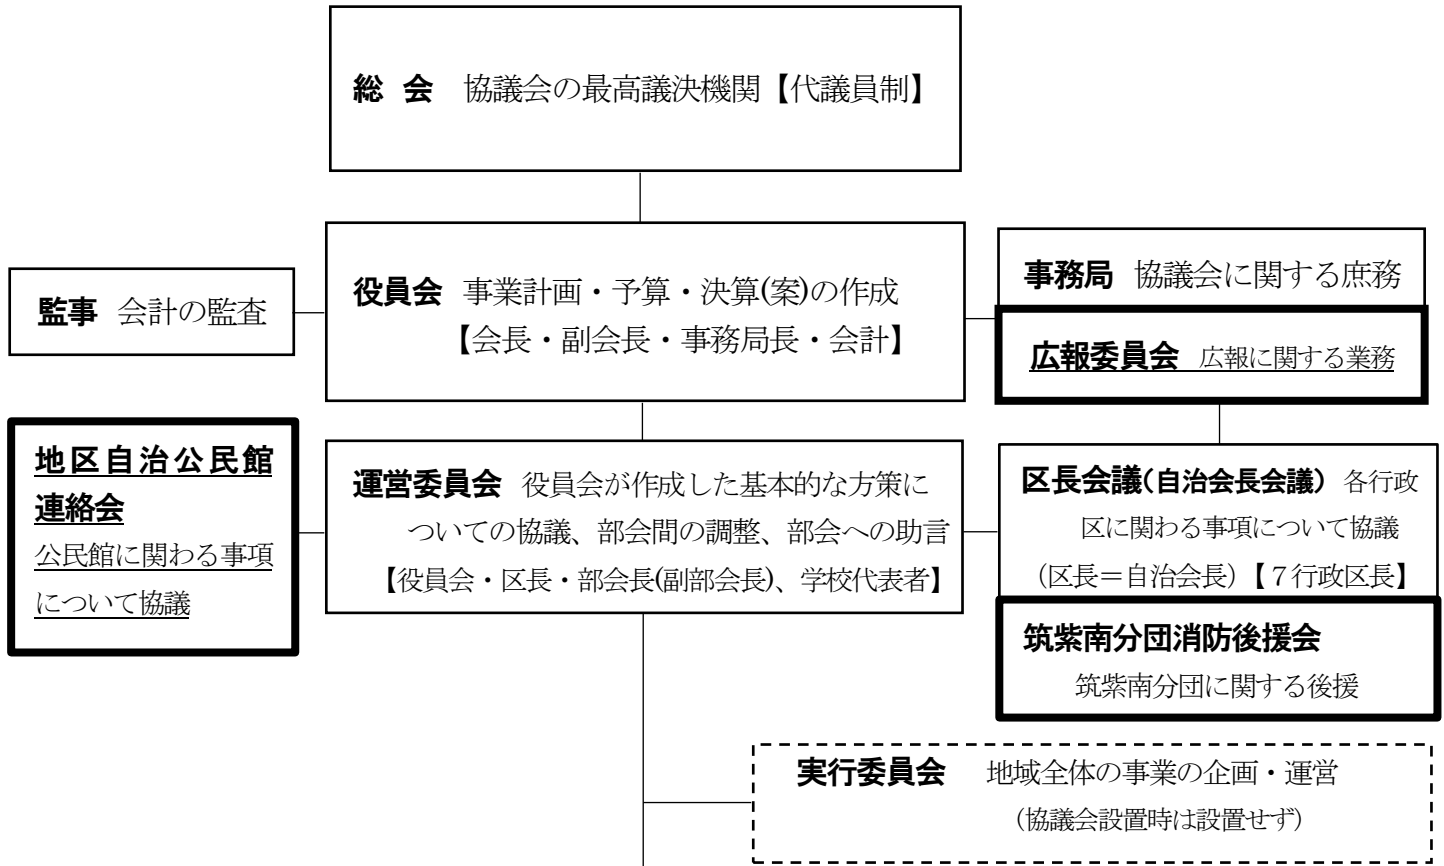 総 会 協議会の最高議決機関【代議員制】
監事 会計の監査
役員会 事業計画・予算・決算(案)の作成
【会長・副会長・事務局長・会計】
事務局 協議会に関する庶務
広報委員会 広報に関する業務
地区自治公民館
連絡会
公民館に関わる事項
について協議
運営委員会 役員会が作成した基本的な方策に
ついての協議、部会間の調整、部会への助言
【役員会・区長・部会長(副部会長)、学校代表者】
区長会議(自治会長会議) 各行政
区に関わる事項について協議
(区長＝自治会長)【７行政区長】
筑紫南分団消防後援会
筑紫南分団に関する後援
実行委員会 地域全体の事業の企画・運営
(協議会設置時は設置せず)